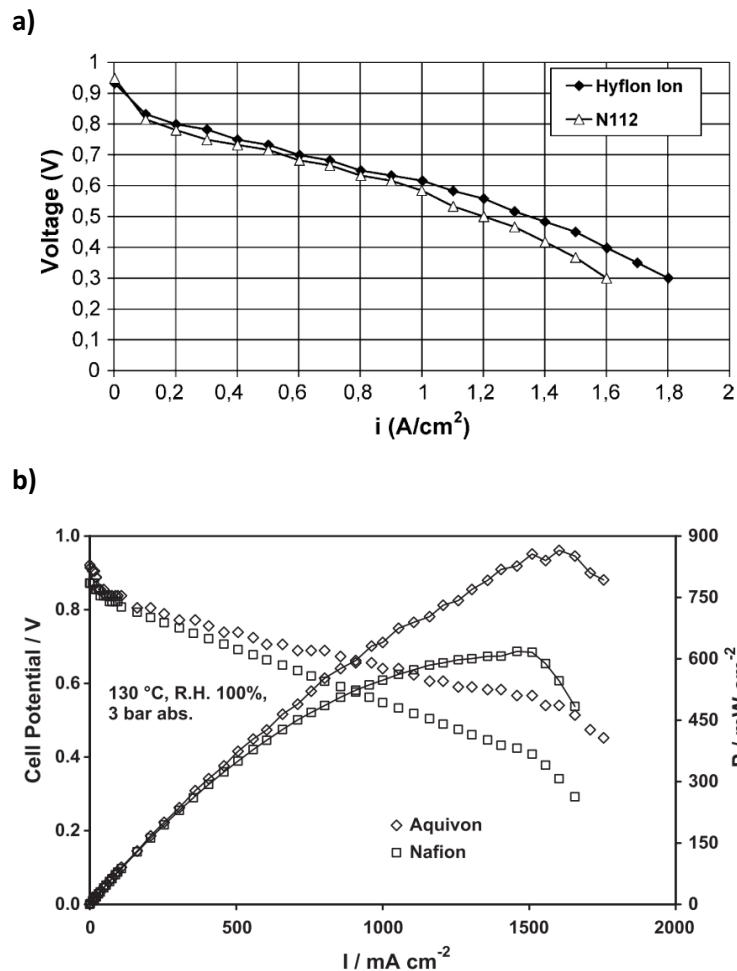 a)
1
0,9
0,8
0,7
0,6
0,5
0,4
0,3
0,2
0,1
0
Voltage (V)
Hyflon Ion
N112
0 0,2 0,4 0,6 0,8 1 1,2 1,4 1,6 1,8 2
i (A/cm²)
b)
1.0
0.8
0.6
0.4
0.2
0.0
Cell Potential / V
130 °C, R.H. 100%,
3 bar abs.
Aquivon
Nafion
900
750
600
450
300
150
0
P / mW cm⁻²
0 500 1000 1500 2000
I / mA cm⁻²